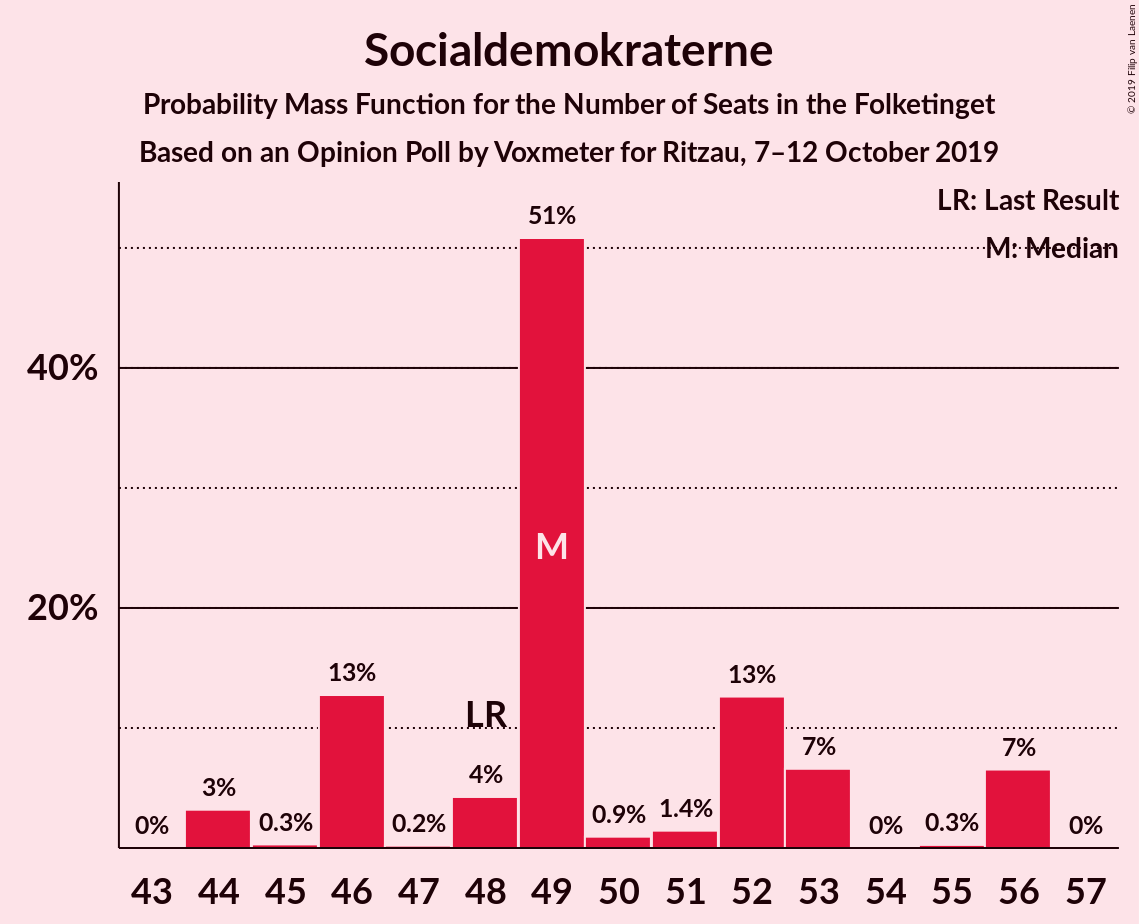 Socialdemokraterne
Probability Mass Function for the Number of Seats in the Folketinget
Based on an Opinion Poll by Voxmeter for Ritzau, 7–12 October 2019
© 2019 Filip van Laenen
LR: Last Result
M: Median
40%
20%
0%
3%
0.3%
13%
0.2%
4%
LR
51%
M
0.9%
1.4%
13%
7%
0%
0.3%
7%
0%
43 44 45 46 47 48 49 50 51 52 53 54 55 56 57